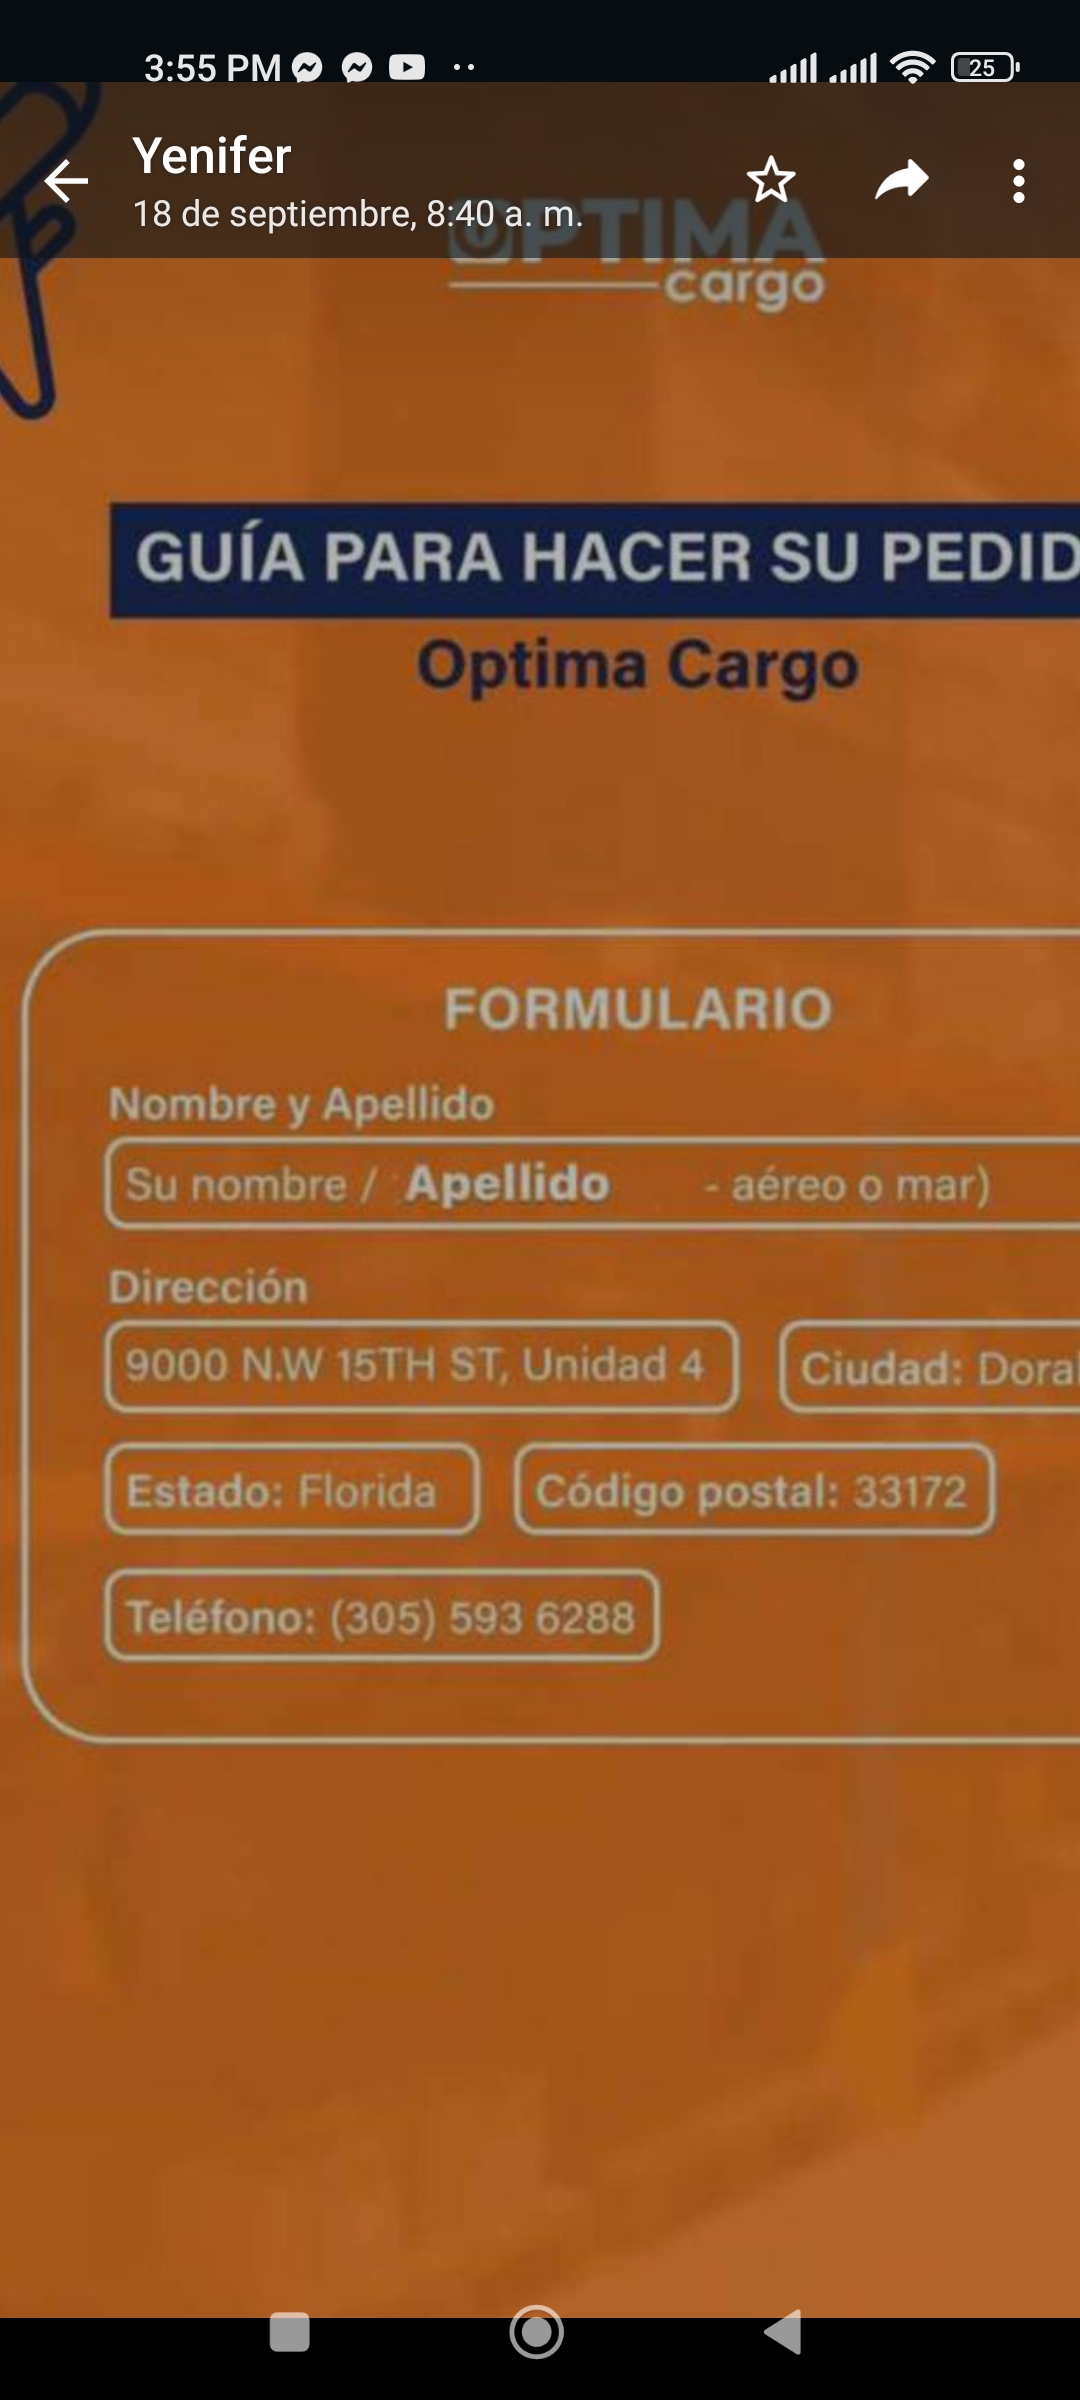 3:55 PM
25
Yenifer
18 de septiembre, 8:40 a. m.
OPTIMA
cargo
GUÍA PARA HACER SU PEDID
Optima Cargo
FORMULARIO
Nombre y Apellido
Su nombre / Apellido - aéreo o mar)
Dirección
9000 N.W 15TH ST, Unidad 4 Ciudad: Doral
Estado: Florida Código postal: 33172
Teléfono: (305) 593 6288